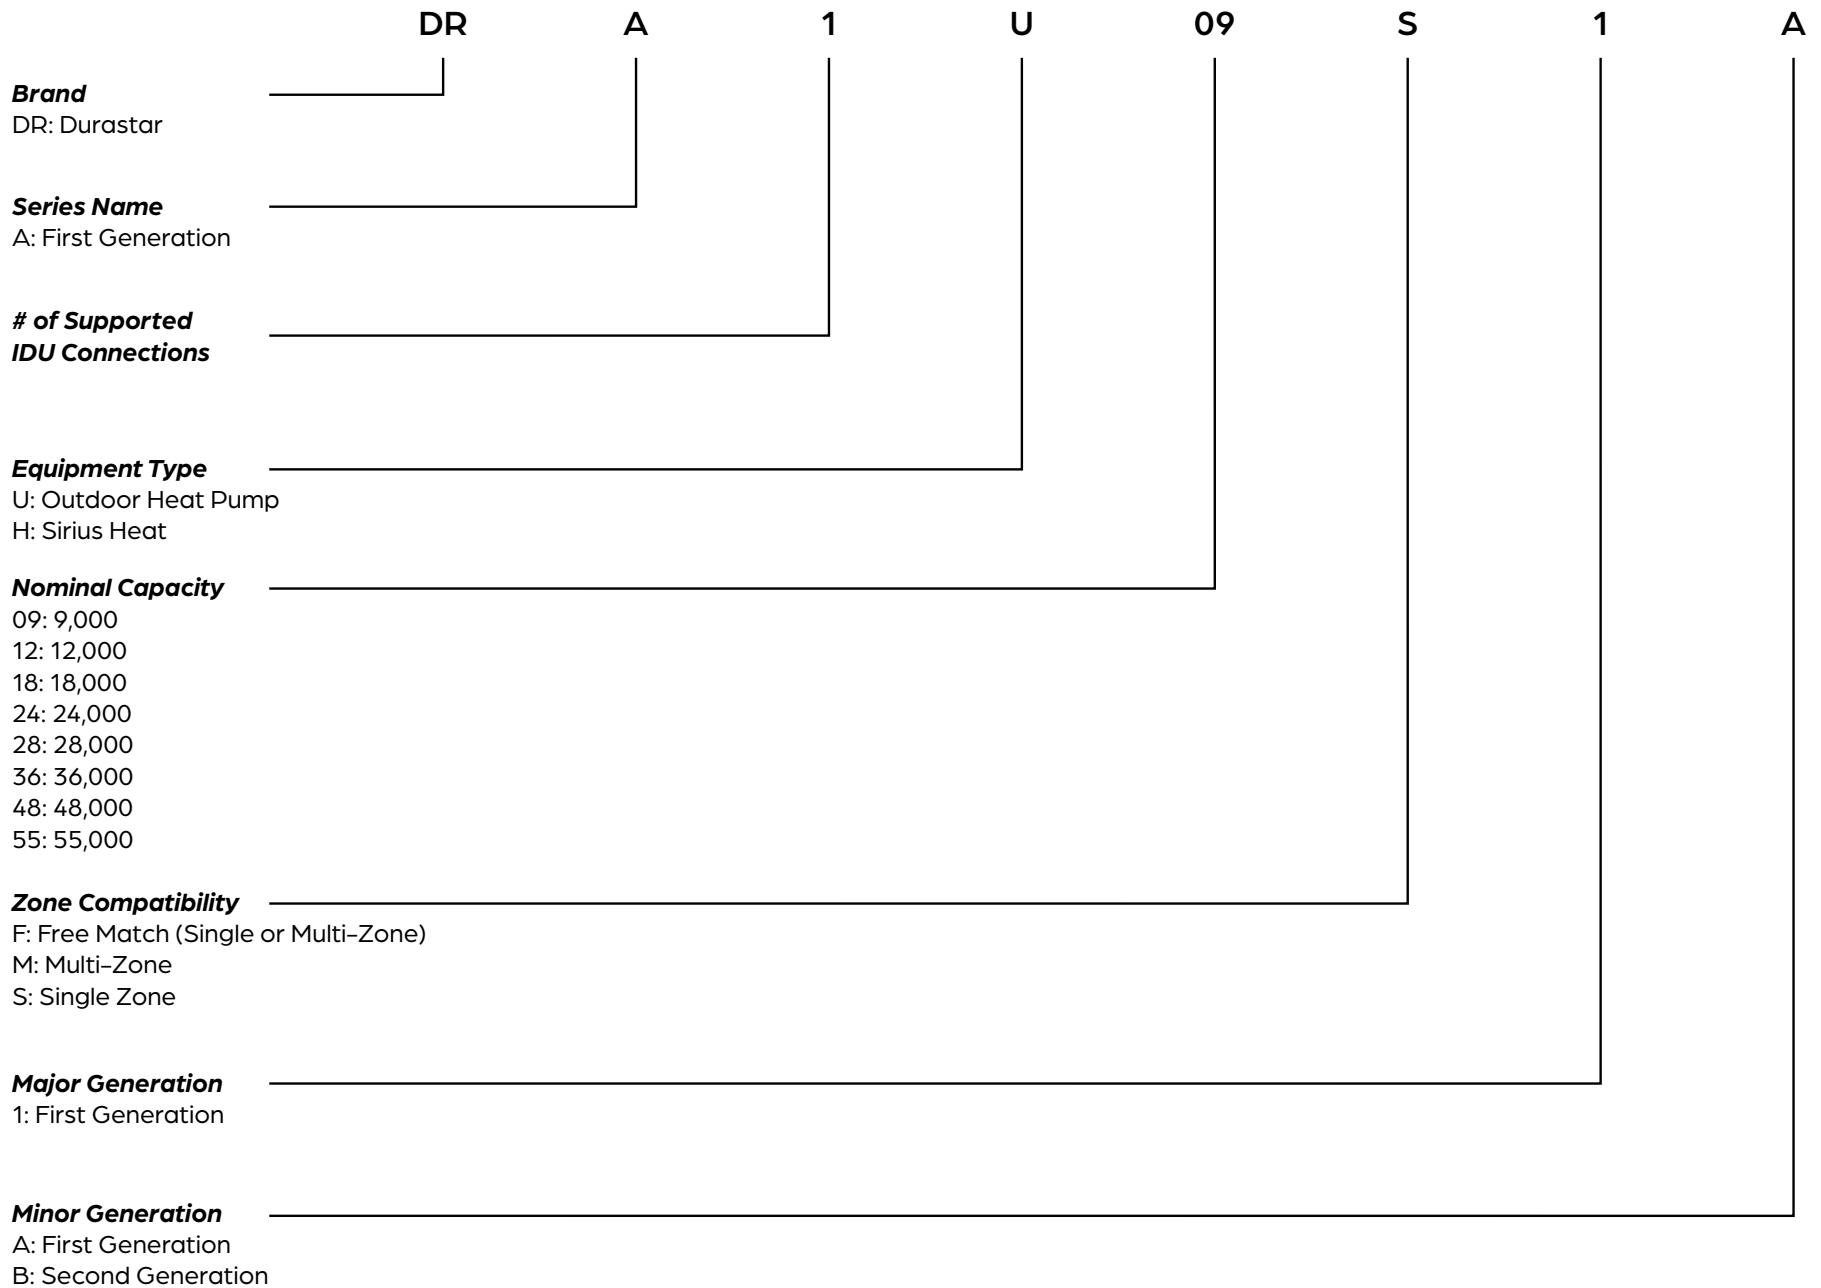 DR A 1 U 09 S 1 A
Brand
DR: Durastar
Series Name
A: First Generation
# of Supported
IDU Connections
Equipment Type
U: Outdoor Heat Pump
H: Sirius Heat
Nominal Capacity
09: 9,000
12: 12,000
18: 18,000
24: 24,000
28: 28,000
36: 36,000
48: 48,000
55: 55,000
Zone Compatibility
F: Free Match (Single or Multi-Zone)
M: Multi-Zone
S: Single Zone
Major Generation
1: First Generation
Minor Generation
A: First Generation
B: Second Generation